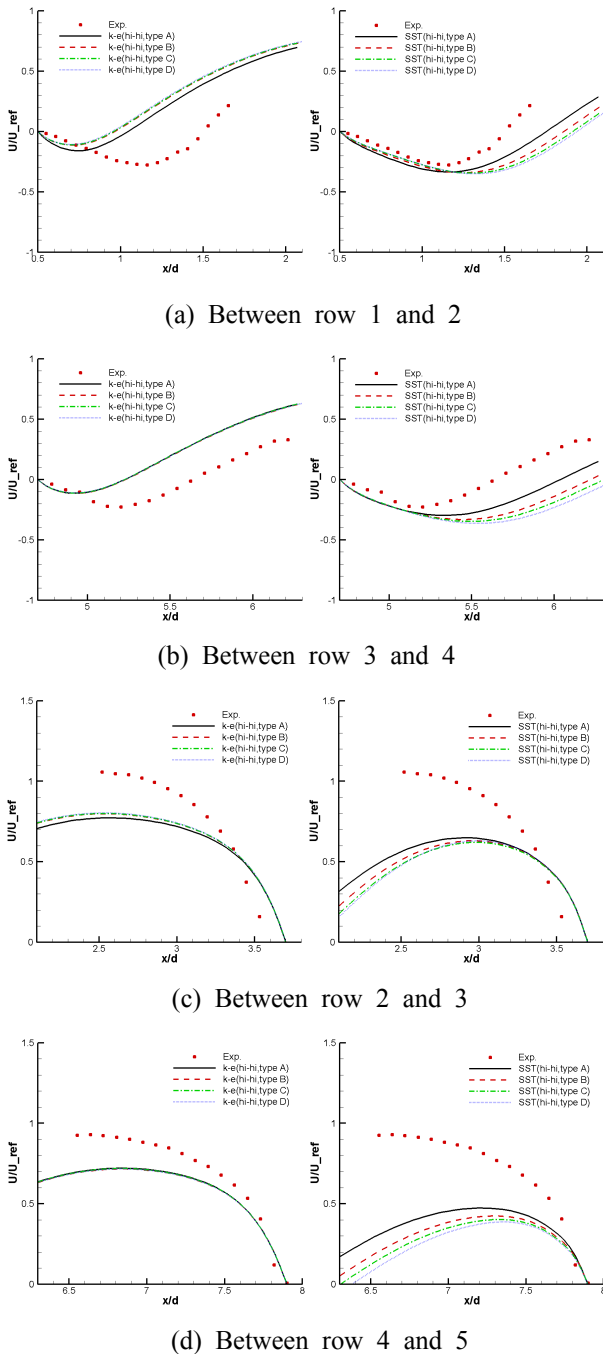 Exp.
k-e(hi-hi,type A)
k-e(hi-hi,type B)
k-e(hi-hi,type C)
k-e(hi-hi,type D)
U/U_ref
1
0.5
0
-0.5
-1
0.5
1
1.5
2
x/d
Exp.
SST(hi-hi,type A)
SST(hi-hi,type B)
SST(hi-hi,type C)
SST(hi-hi,type D)
U/U_ref
1
0.5
0
-0.5
-1
0.5
1
1.5
2
x/d
(a) Between row 1 and 2
Exp.
k-e(hi-hi,type A)
k-e(hi-hi,type B)
k-e(hi-hi,type C)
k-e(hi-hi,type D)
U/U_ref
1
0.5
0
-0.5
-1
5
5.5
6
x/d
Exp.
SST(hi-hi,type A)
SST(hi-hi,type B)
SST(hi-hi,type C)
SST(hi-hi,type D)
U/U_ref
1
0.5
0
-0.5
-1
5
5.5
6
x/d
(b) Between row 3 and 4
Exp.
k-e(hi-hi,type A)
k-e(hi-hi,type B)
k-e(hi-hi,type C)
k-e(hi-hi,type D)
U/U_ref
1.5
1
0.5
0
2.5
3
3.5
x/d
Exp.
SST(hi-hi,type A)
SST(hi-hi,type B)
SST(hi-hi,type C)
SST(hi-hi,type D)
U/U_ref
1.5
1
0.5
0
2.5
3
3.5
x/d
(c) Between row 2 and 3
Exp.
k-e(hi-hi,type A)
k-e(hi-hi,type B)
k-e(hi-hi,type C)
k-e(hi-hi,type D)
U/U_ref
1.5
1
0.5
0
6.5
7
7.5
8
x/d
Exp.
SST(hi-hi,type A)
SST(hi-hi,type B)
SST(hi-hi,type C)
SST(hi-hi,type D)
U/U_ref
1.5
1
0.5
0
6.5
7
7.5
8
x/d
(d) Between row 4 and 5